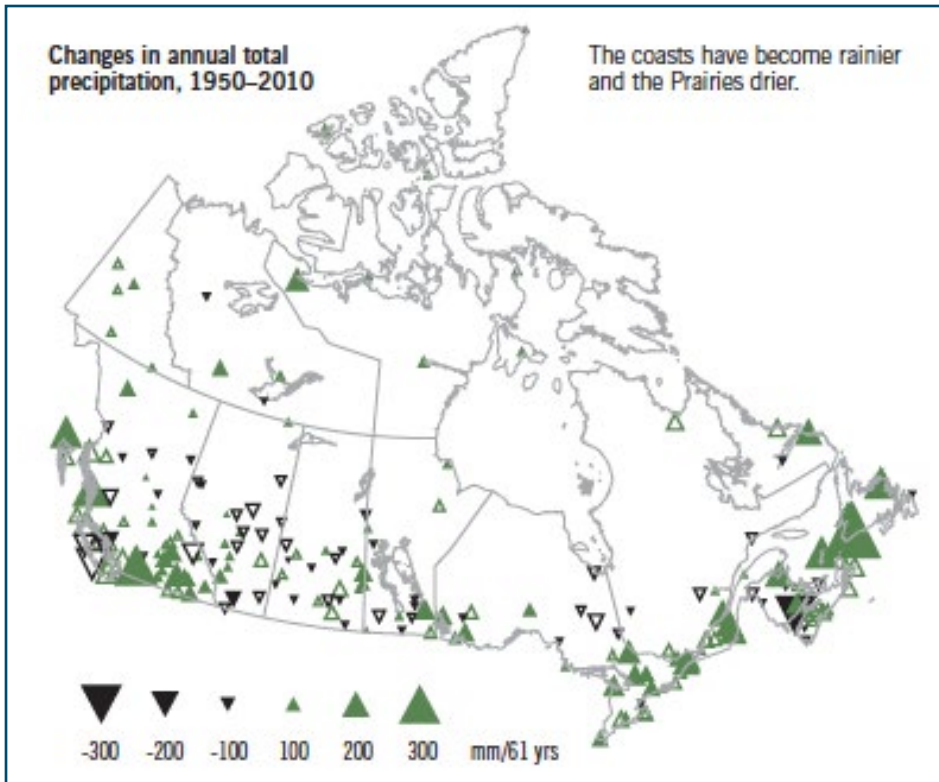 Changes in annual total
precipitation, 1950–2010
The coasts have become rainier
and the Prairies drier.
-300 -200 -100 100 200 300 mm/61 yrs